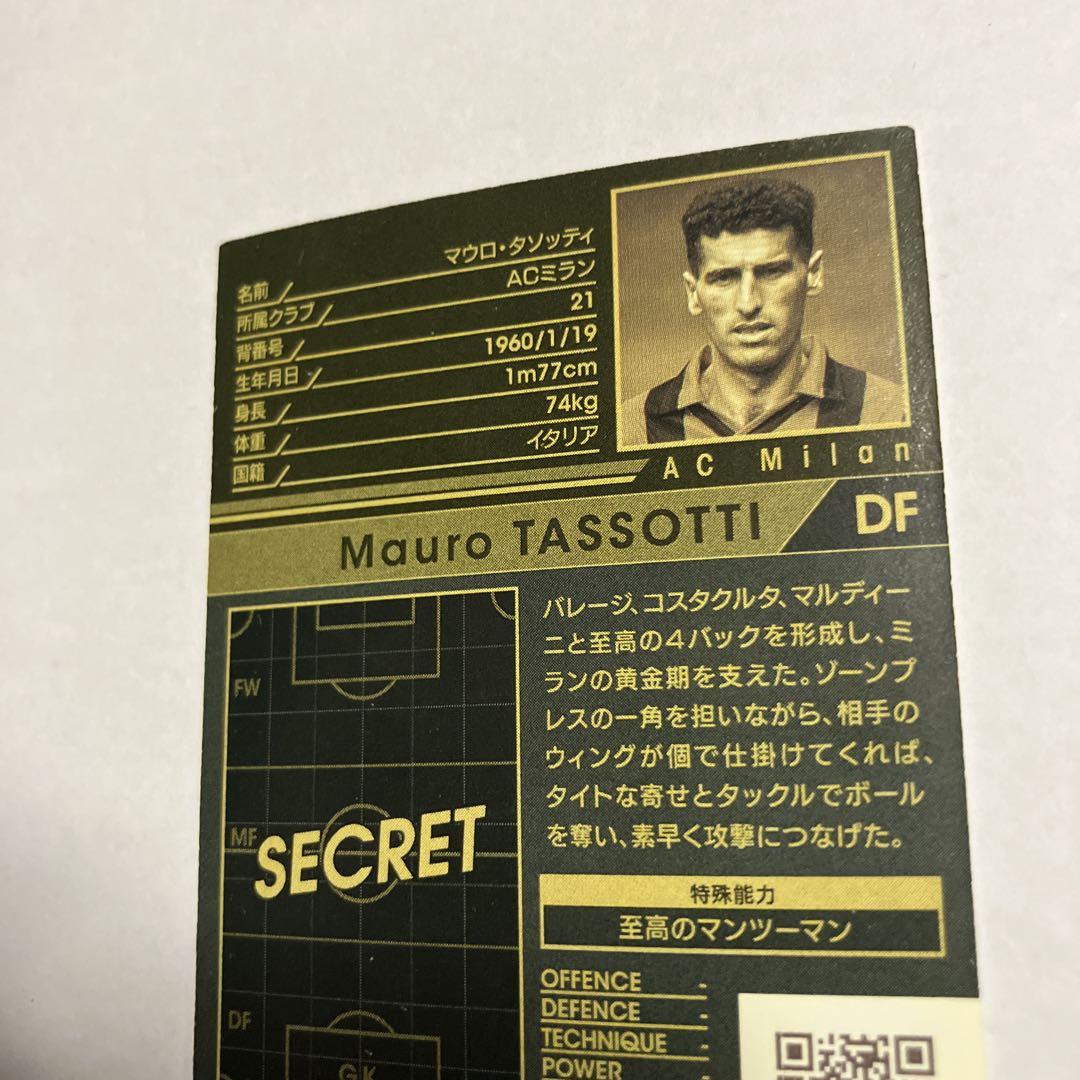 名前 マウロ・タソッティ
所属クラブ ACミラン
背番号 21
生年月日 1960/1/19
身長 1m77cm
体重 74kg
国籍 イタリア
AC Milan
Mauro TASSOTTI DF
FW
MF
SECRET
DF
GK
バレージ、コスタクルタ、マルディー
ニと至高の4バックを形成し、ミ
ランの黄金期を支えた。ゾーンプ
レスの一角を担いながら、相手の
ウィングが個で仕掛けてくれば、
タイトな寄せとタックルでボール
を奪い、素早く攻撃につなげた。
特殊能力
至高のマンツーマン
OFFENCE -
DEFENCE -
TECHNIQUE -
POWER